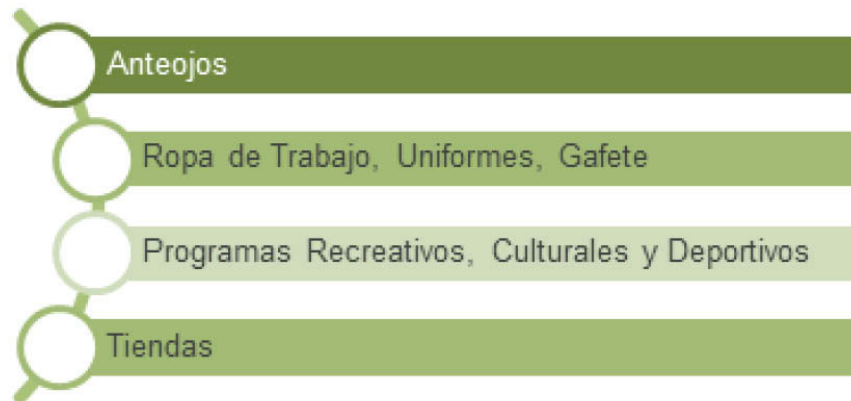 Anteojos
Ropa de Trabajo, Uniformes, Gafete
Programas Recreativos, Culturales y Deportivos
Tiendas